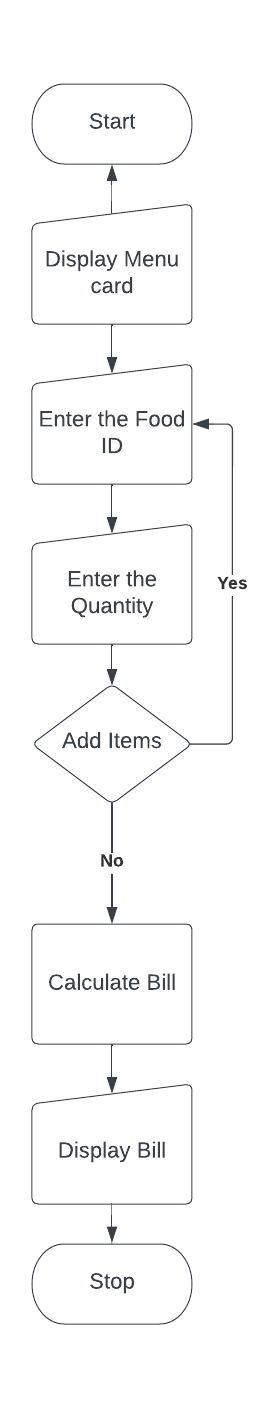 Start
Display Menu
card
Enter the Food
ID
Enter the
Quantity
Yes
Add Items
No
Calculate Bill
Display Bill
Stop